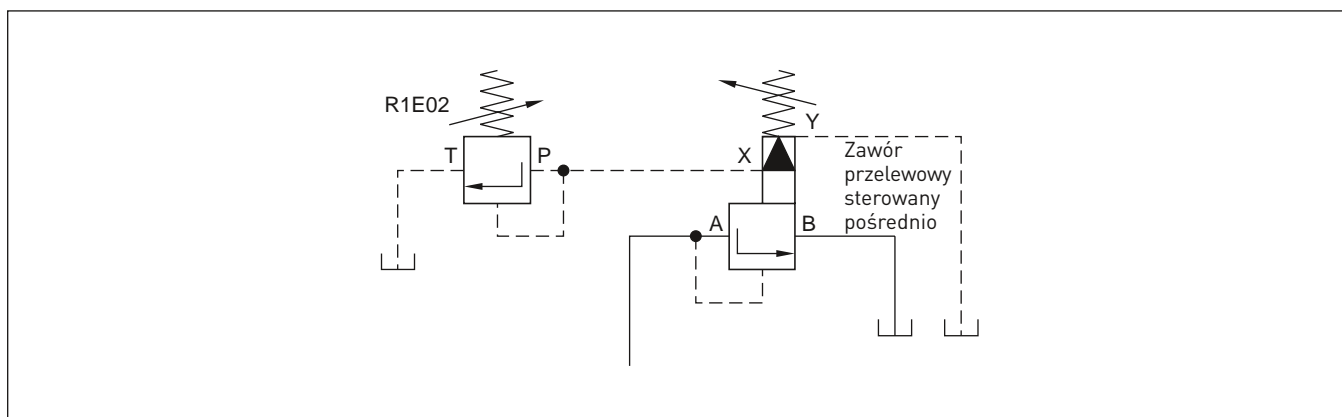 R1E02
T
P
X
Y
Zawór
przelewowy
sterowany
pośrednio
A
B